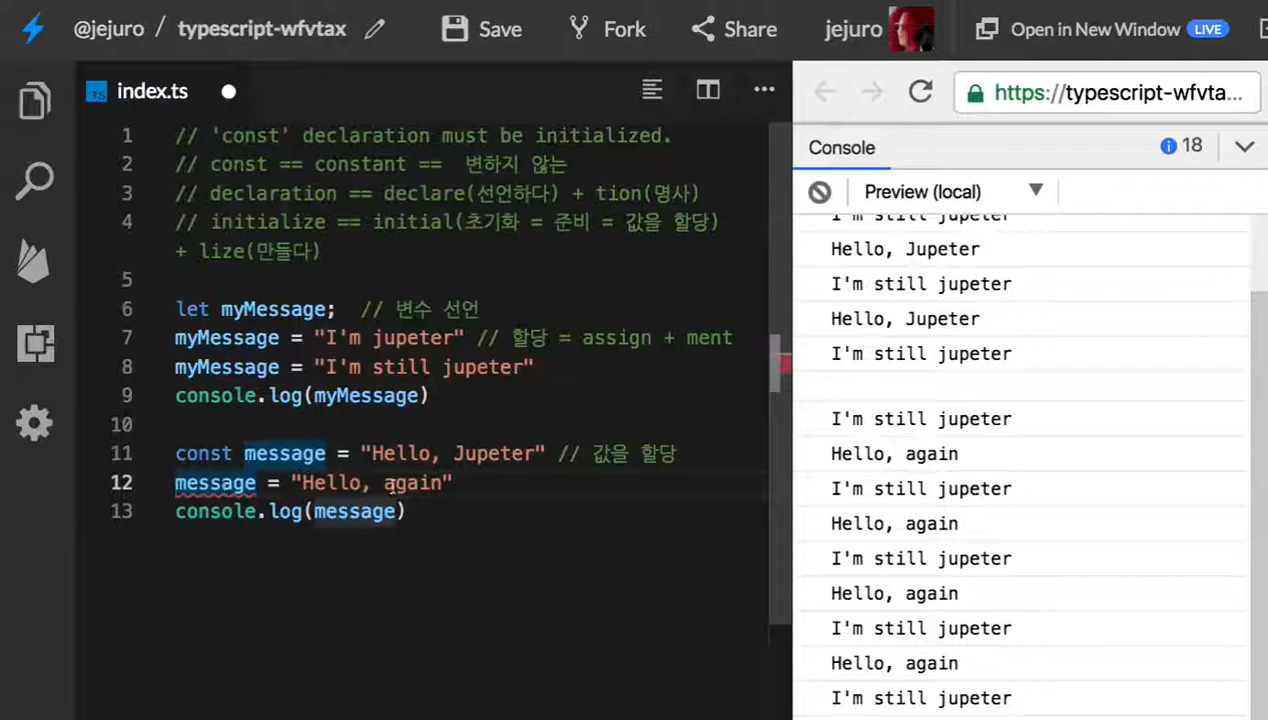 @jejuro / typescript-wfvtax Save Fork Share jejuro Open in New Window LIVE
TS index.ts
https://typescript-wfvta...
Console 18
Preview (local)
1 // 'const' declaration must be initialized.
2 // const == constant == 변하지 않는
3 // declaration == declare(선언하다) + tion(명사)
4 // initialize == initial(초기화 = 준비 = 값을 할당)
+ lize(만들다)
5
6 let myMessage; // 변수 선언
7 myMessage = "I'm jupeter" // 할당 = assign + ment
8 myMessage = "I'm still jupeter"
9 console.log(myMessage)
10
11 const message = "Hello, Jupeter" // 값을 할당
12 message = "Hello, again"
13 console.log(message)
I'm still jupeter
Hello, Jupeter
I'm still jupeter
Hello, Jupeter
I'm still jupeter
I'm still jupeter
Hello, again
I'm still jupeter
Hello, again
I'm still jupeter
Hello, again
I'm still jupeter
Hello, again
I'm still jupeter